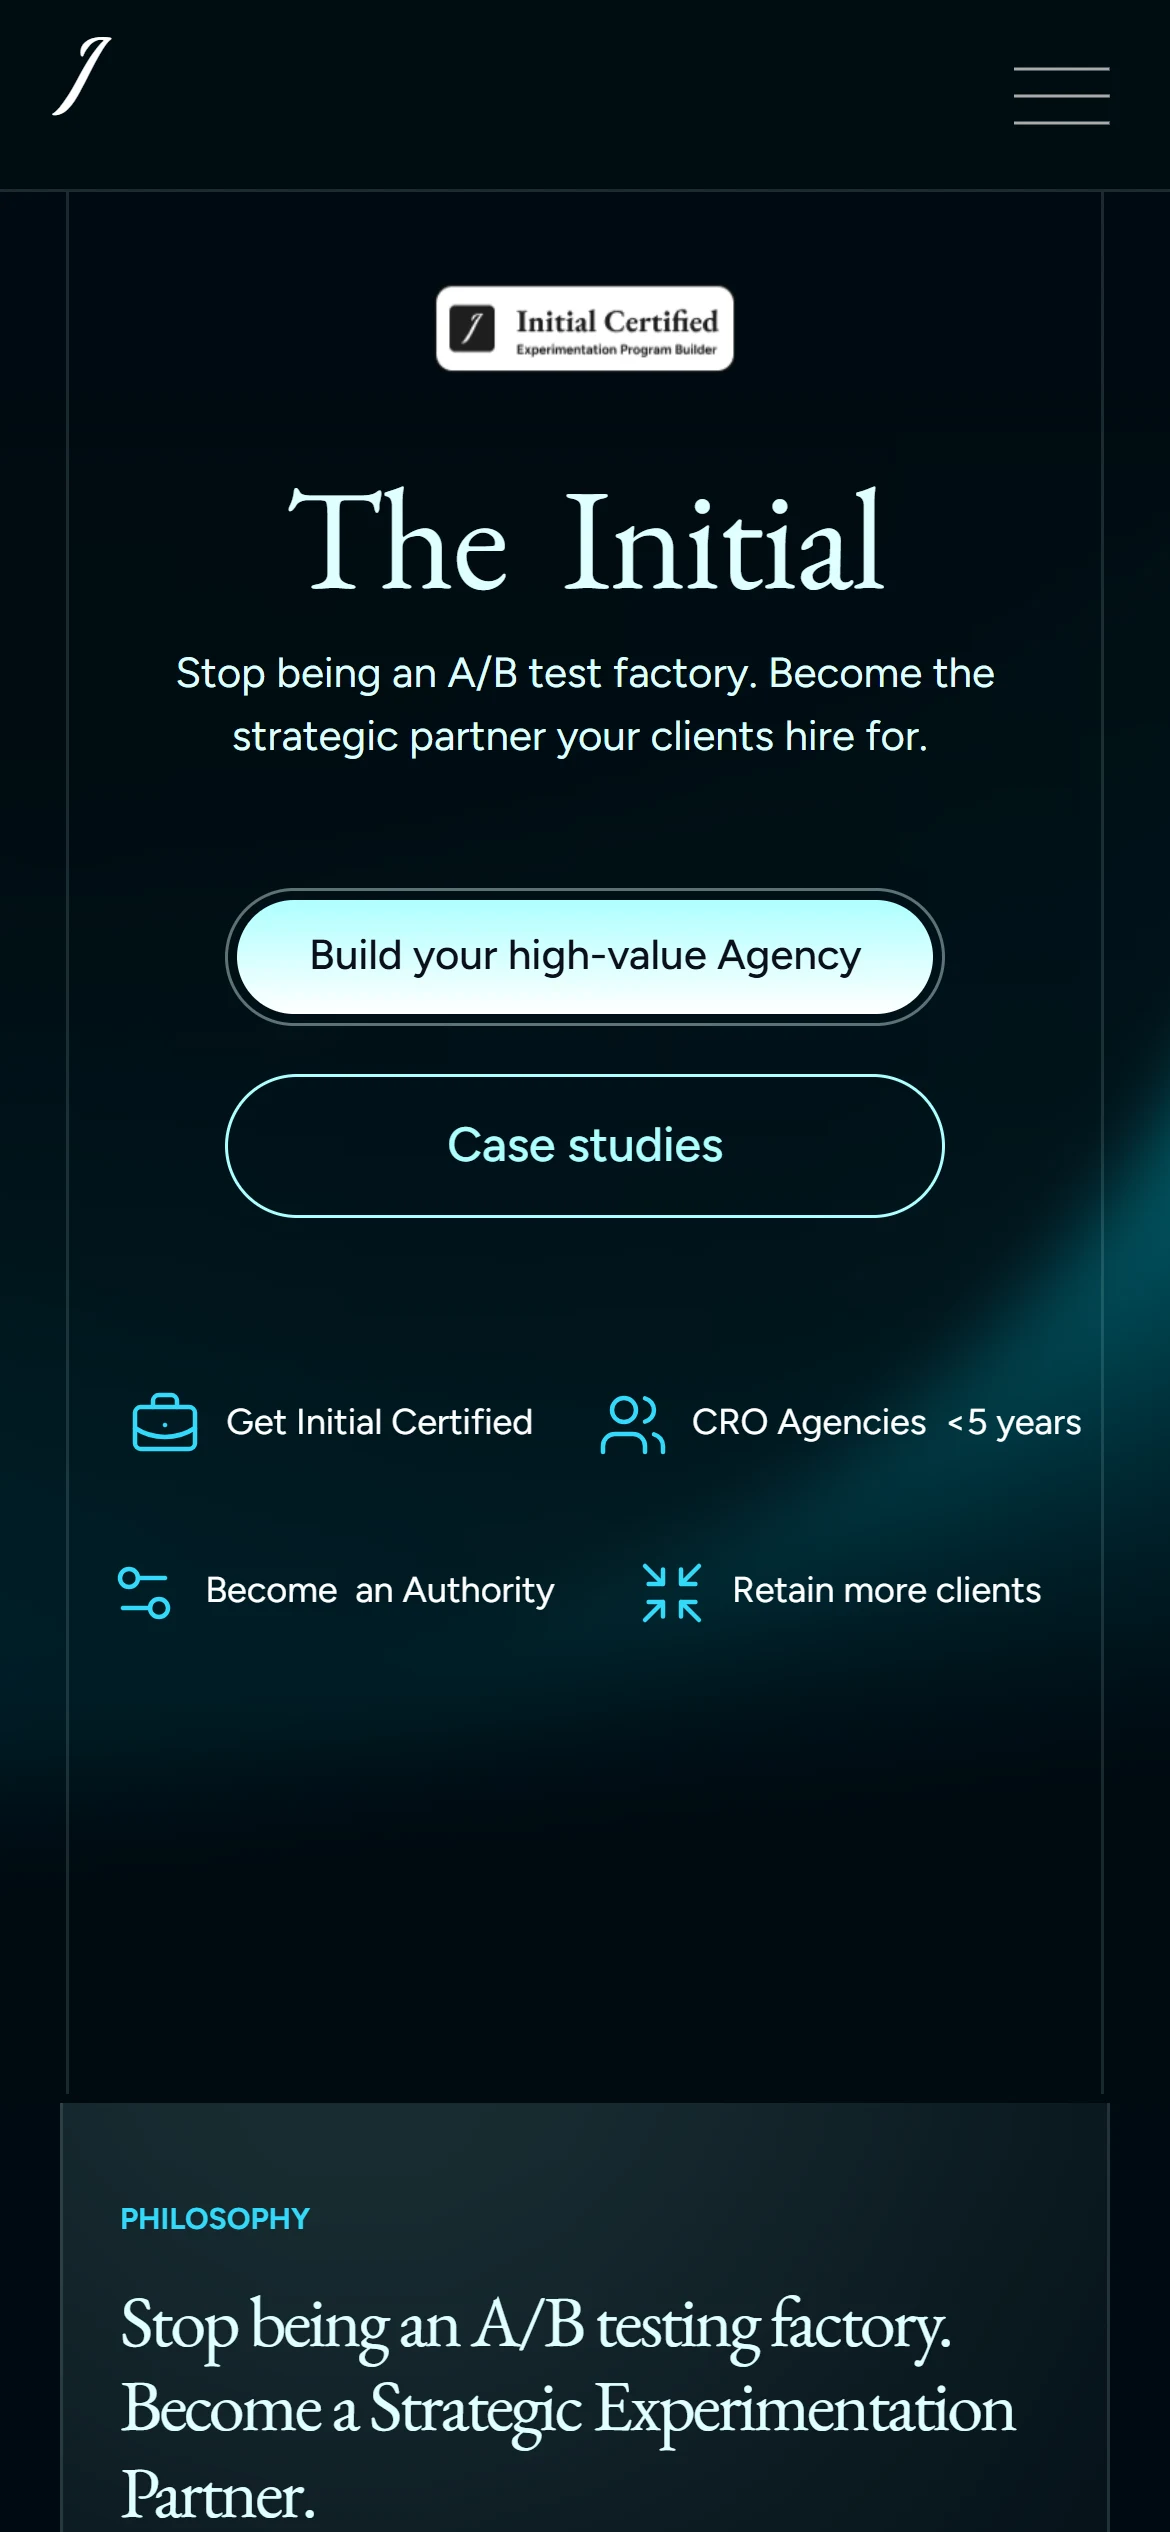 J
Initial Certified
Experimentation Program Builder
The Initial
Stop being an A/B test factory. Become the
strategic partner your clients hire for.
Build your high-value Agency
Case studies
Get Initial Certified
CRO Agencies <5 years
Become an Authority
Retain more clients
PHILOSOPHY
Stop being an A/B testing factory.
Become a Strategic Experimentation
Partner.